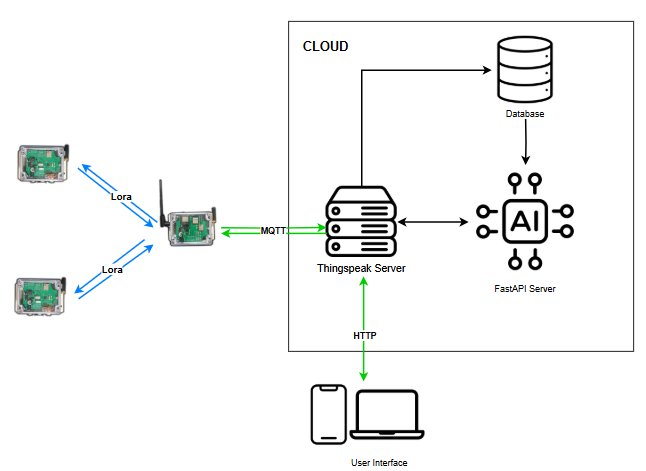 CLOUD
Database
Lora
AI
MQTT
Thingspeak Server
Lora
FastAPI Server
HTTP
User Interface